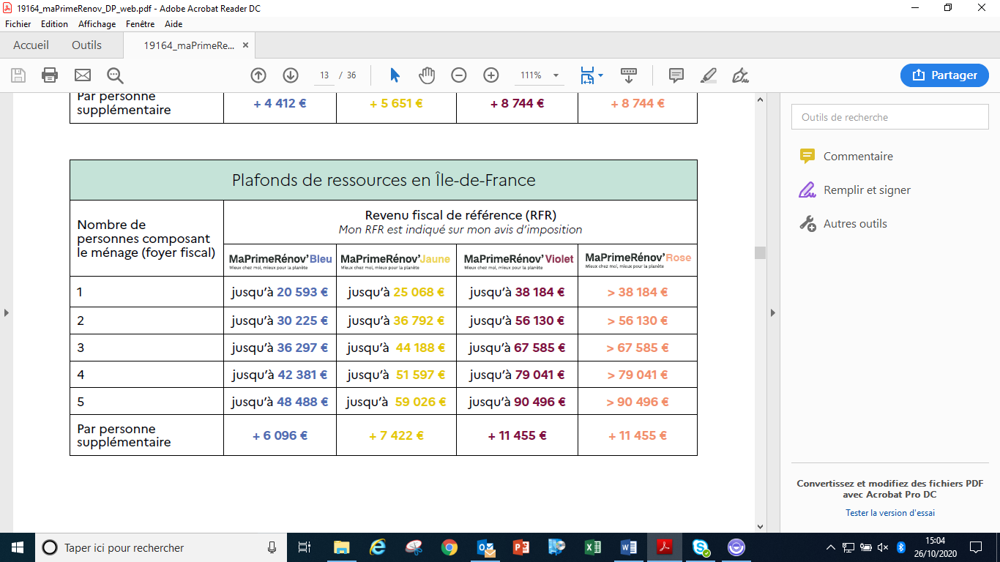 19164_maPrimeRenov_DP_web.pdf - Adobe Acrobat Reader DC
Fichier Edition Affichage Fenêtre Aide
Accueil Outils 19164_maPrimeRe... ×
13 / 36 111% Partager
Par personne supplémentaire + 4 412 € + 5 651 € + 8 744 € + 8 744 €
Plafonds de ressources en Île-de-France
Nombre de personnes composant le ménage (foyer fiscal)
Revenu fiscal de référence (RFR)
Mon RFR est indiqué sur mon avis d'imposition
MaPrimeRénov'Bleu MaPrimeRénov'Jaune MaPrimeRénov'Violet MaPrimeRénov'Rose
Mieux chez moi, mieux pour la planète Mieux chez moi, mieux pour la planète Mieux chez moi, mieux pour la planète Mieux chez moi, mieux pour la planète
1 jusqu'à 20 593 € jusqu'à 25 068 € jusqu'à 38 184 € > 38 184 €
2 jusqu'à 30 225 € jusqu'à 36 792 € jusqu'à 56 130 € > 56 130 €
3 jusqu'à 36 297 € jusqu'à 44 188 € jusqu'à 67 585 € > 67 585 €
4 jusqu'à 42 381 € jusqu'à 51 597 € jusqu'à 79 041 € > 79 041 €
5 jusqu'à 48 488 € jusqu'à 59 026 € jusqu'à 90 496 € > 90 496 €
Par personne supplémentaire + 6 096 € + 7 422 € + 11 455 € + 11 455 €
Outils de recherche
Commentaire
Remplir et signer
Autres outils
Convertissez et modifiez des fichiers PDF
avec Acrobat Pro DC
Tester la version d'essai
Taper ici pour rechercher
15:04
26/10/2020